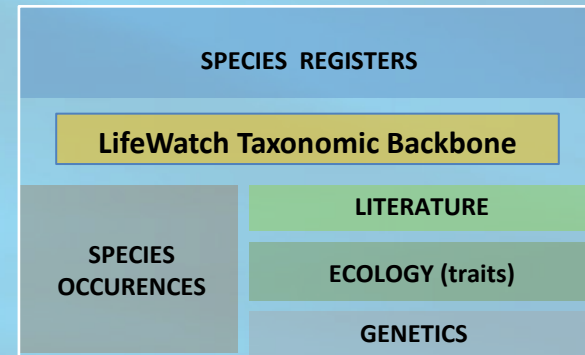 SPECIES REGISTERS
LifeWatch Taxonomic Backbone
SPECIES
OCCURENCES
LITERATURE
ECOLOGY (traits)
GENETICS